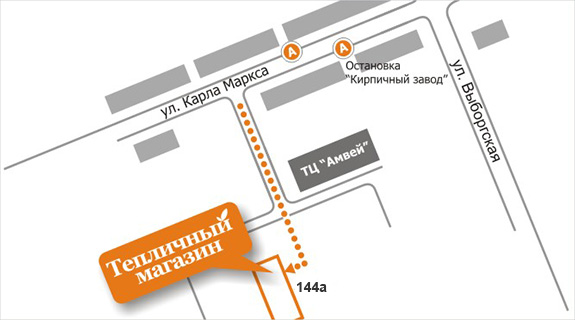 А
А
Остановка
"Кирпичный завод"
ул. Карла Маркса
ул. Выборгская
ТЦ "Амвей"
Тепличный
магазин
144а